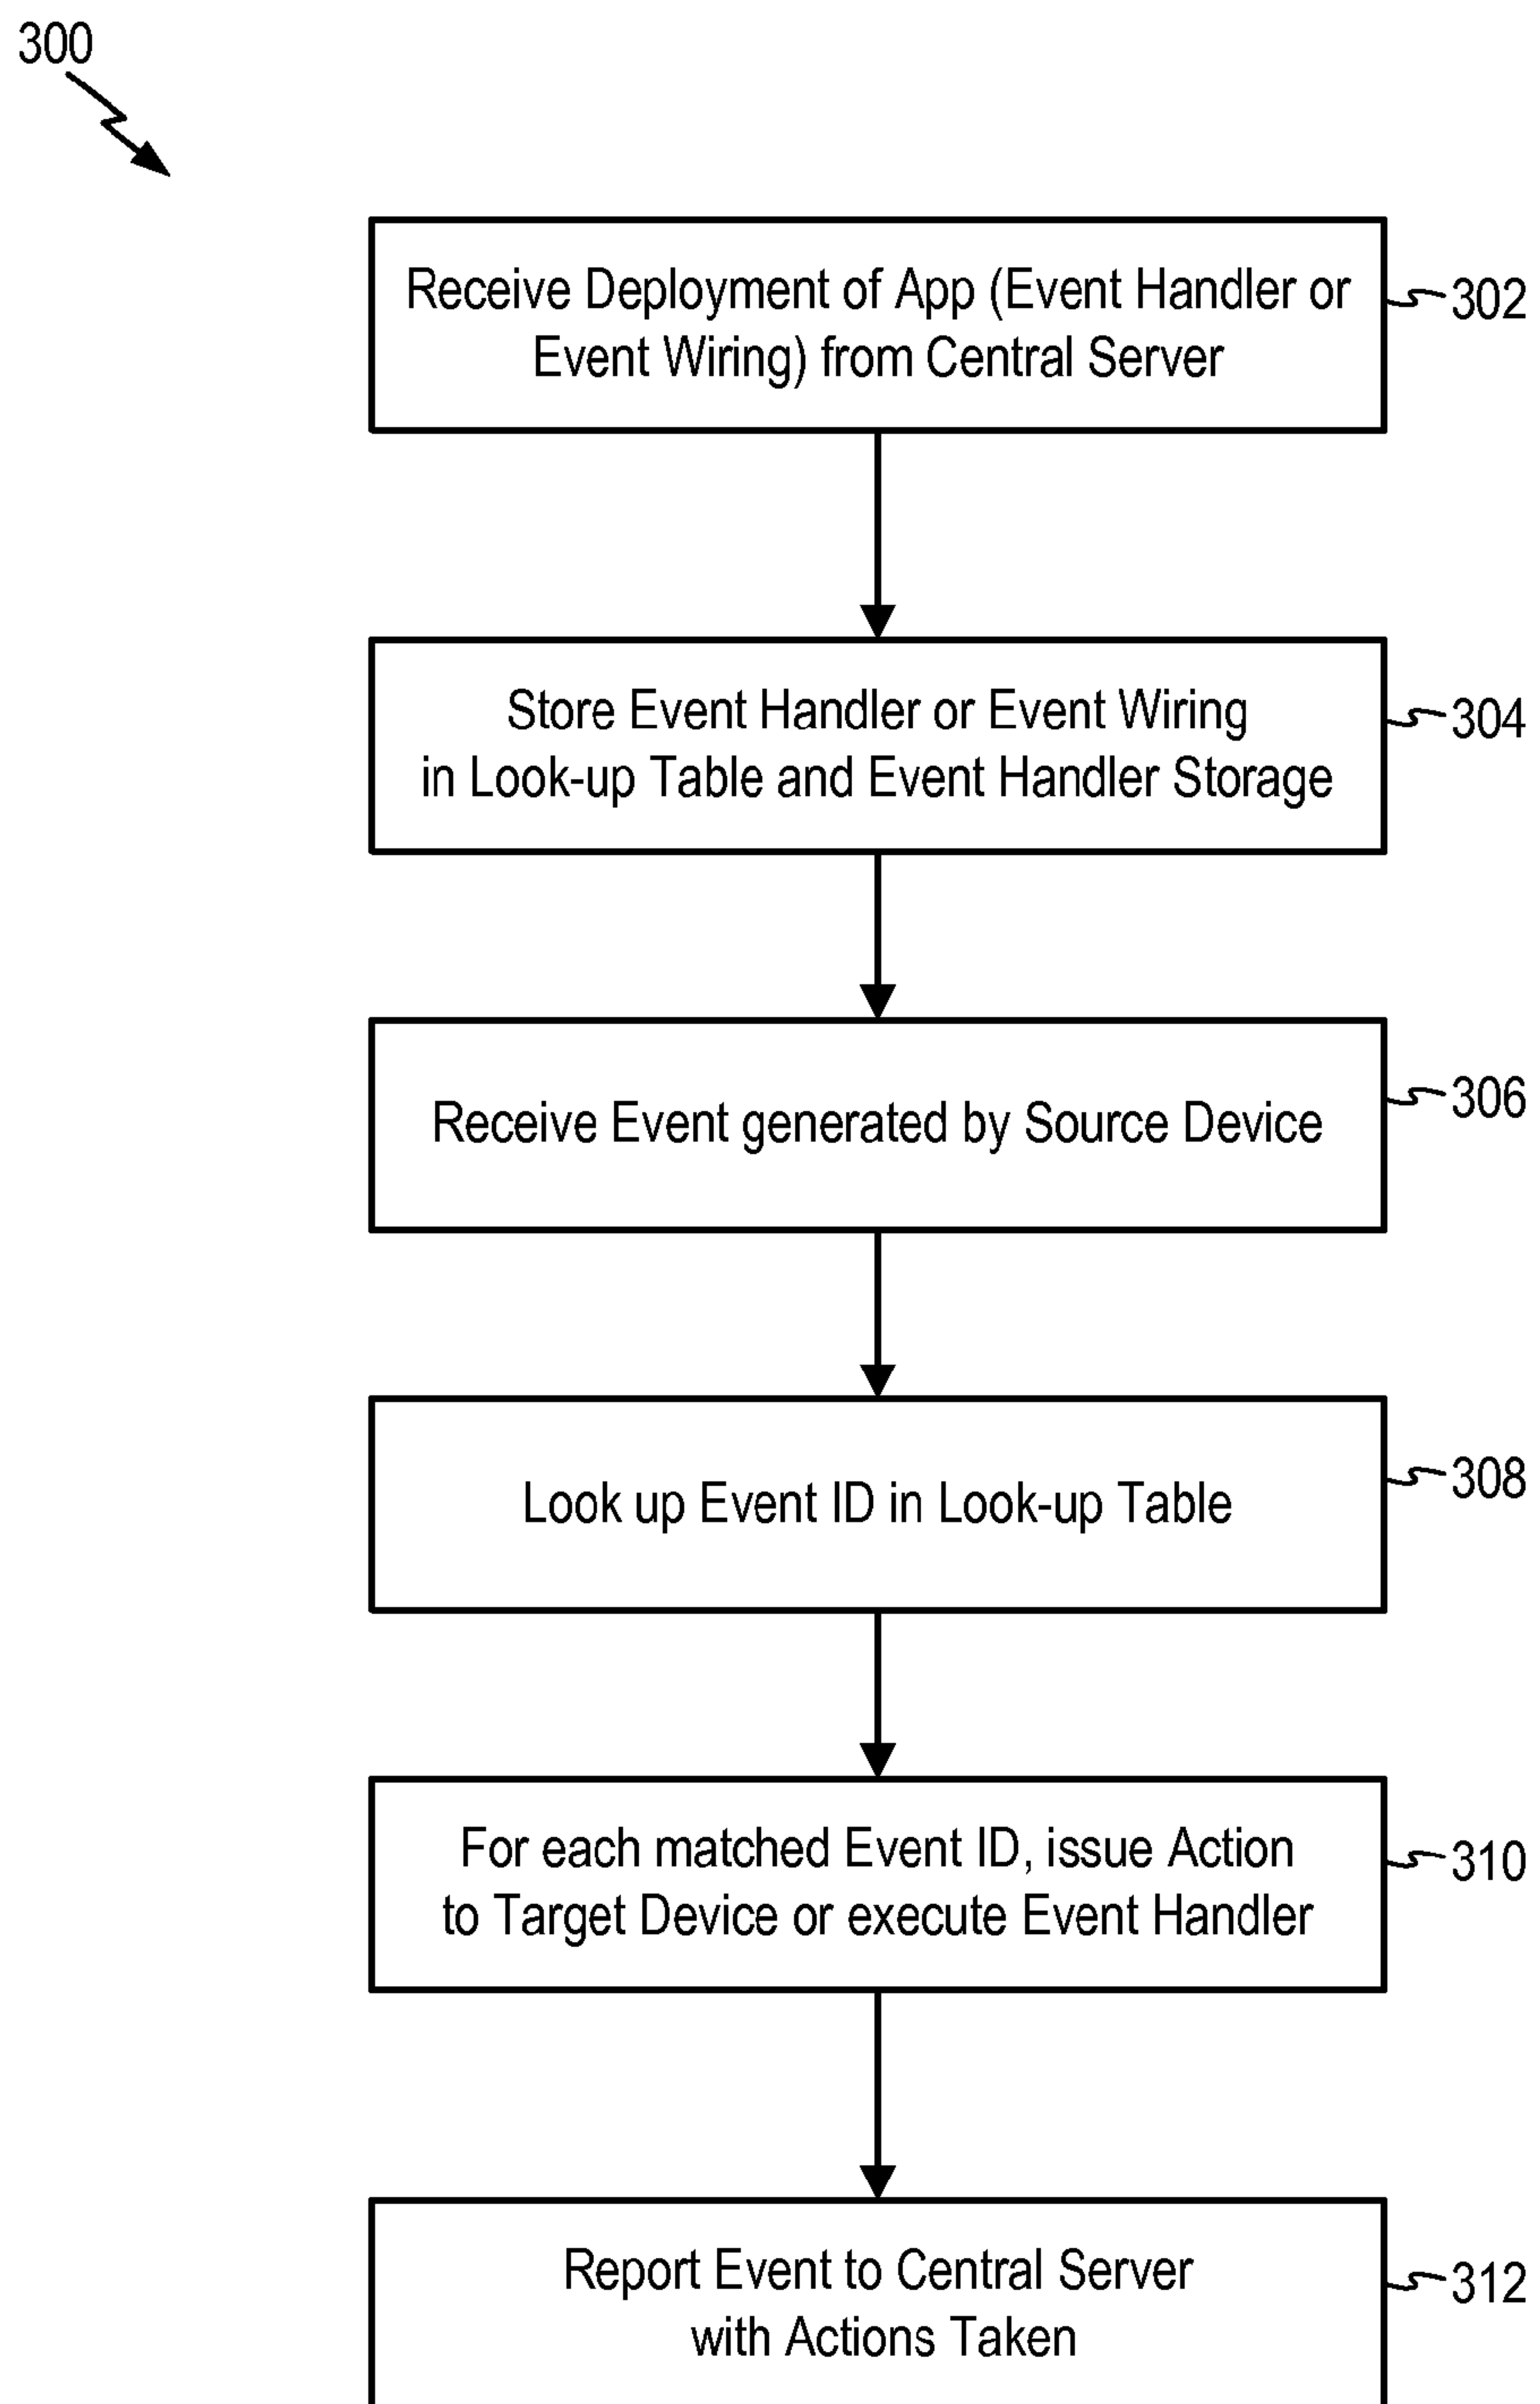 300
Receive Deployment of App (Event Handler or
Event Wiring) from Central Server
302
Store Event Handler or Event Wiring
in Look-up Table and Event Handler Storage
304
Receive Event generated by Source Device
306
Look up Event ID in Look-up Table
308
For each matched Event ID, issue Action
to Target Device or execute Event Handler
310
Report Event to Central Server
with Actions Taken
312